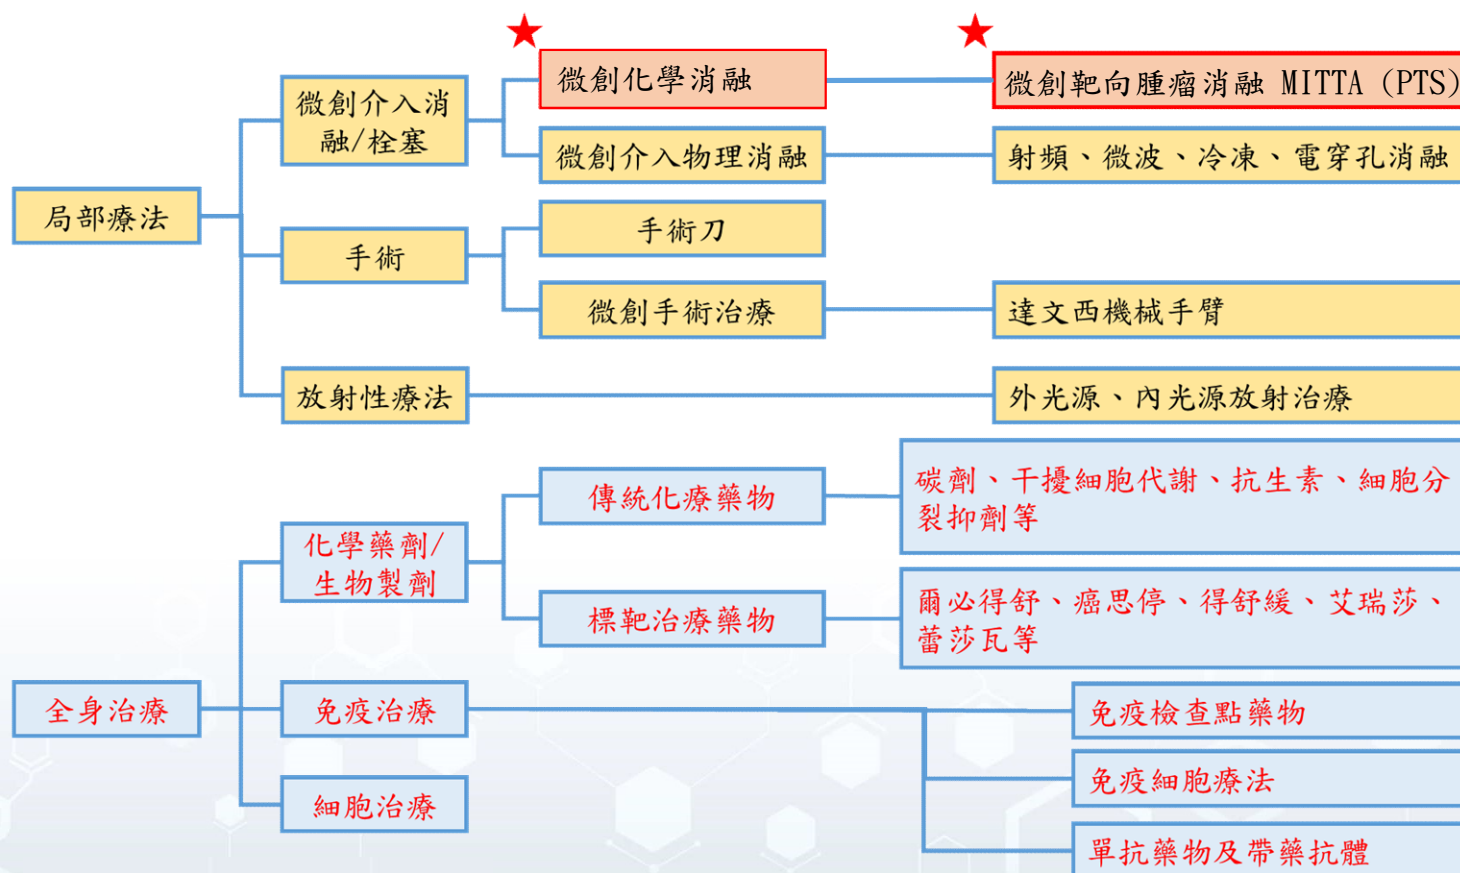 微創化學消融
微創靶向腫瘤消融 MITTA (PTS)
微創介入消
融/栓塞
微創介入物理消融
射頻、微波、冷凍、電穿孔消融
局部療法
手術刀
手術
微創手術治療
達文西機械手臂
放射性療法
外光源、內光源放射治療
傳統化療藥物
碳劑、干擾細胞代謝、抗生素、細胞分
裂抑劑等
化學藥劑/
生物製劑
標靶治療藥物
爾必得舒、癌思停、得舒緩、艾瑞莎、
蕾莎瓦等
全身治療
免疫治療
免疫檢查點藥物
免疫細胞療法
細胞治療
單抗藥物及帶藥抗體